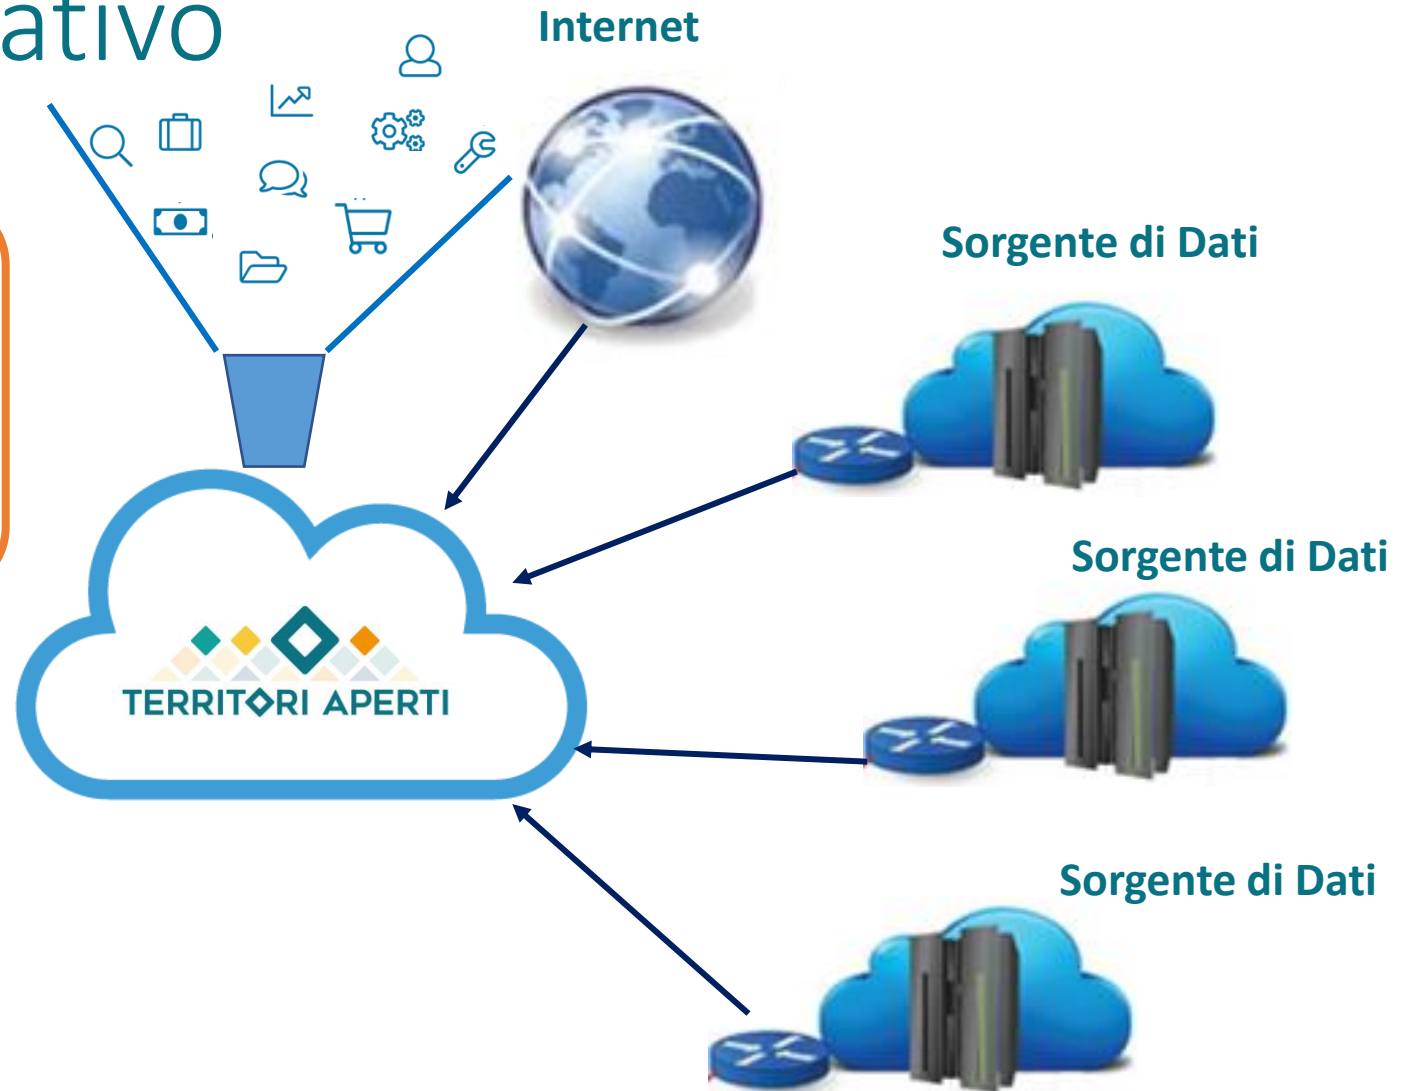 ativo
Internet
Sorgente di Dati
Sorgente di Dati
TERRITORI APERTI
Sorgente di Dati